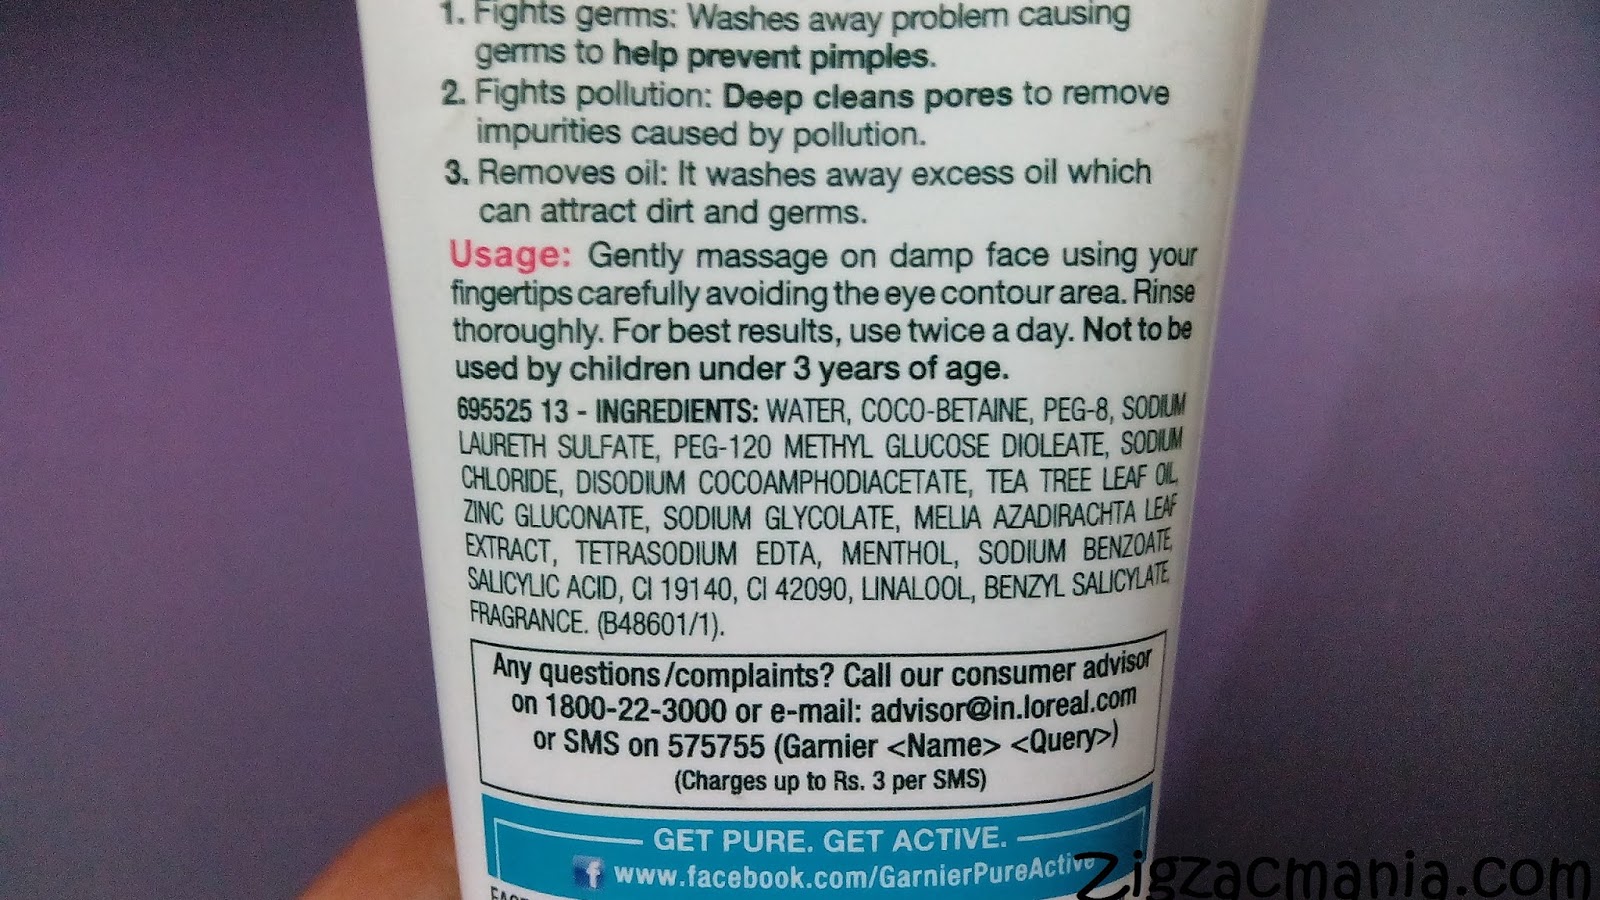 1. Fights germs: Washes away problem causing
germs to help prevent pimples.
2. Fights pollution: Deep cleans pores to remove
impurities caused by pollution.
3. Removes oil: It washes away excess oil which
can attract dirt and germs.
Usage: Gently massage on damp face using your
fingertips carefully avoiding the eye contour area. Rinse
thoroughly. For best results, use twice a day. Not to be
used by children under 3 years of age.
695525 13 - INGREDIENTS: WATER, COCO-BETAINE, PEG-8, SODIUM
LAURETH SULFATE, PEG-120 METHYL GLUCOSE DIOLEATE, SODIUM
CHLORIDE, DISODIUM COCOAMPHODIACETATE, TEA TREE LEAF OIL,
ZINC GLUCONATE, SODIUM GLYCOLATE, MELIA AZADIRACHTA LEAF
EXTRACT, TETRASODIUM EDTA, MENTHOL, SODIUM BENZOATE,
SALICYLIC ACID, CI 19140, CI 42090, LINALOOL, BENZYL SALICYLATE,
FRAGRANCE. (B48601/1).
Any questions/complaints? Call our consumer advisor
on 1800-22-3000 or e-mail: advisor@in.loreal.com
or SMS on 575755 (Garnier <Name> <Query>)
(Charges up to Rs. 3 per SMS)
GET PURE. GET ACTIVE.
f www.facebook.com/GarnierPureActive
Zigzacmania.com